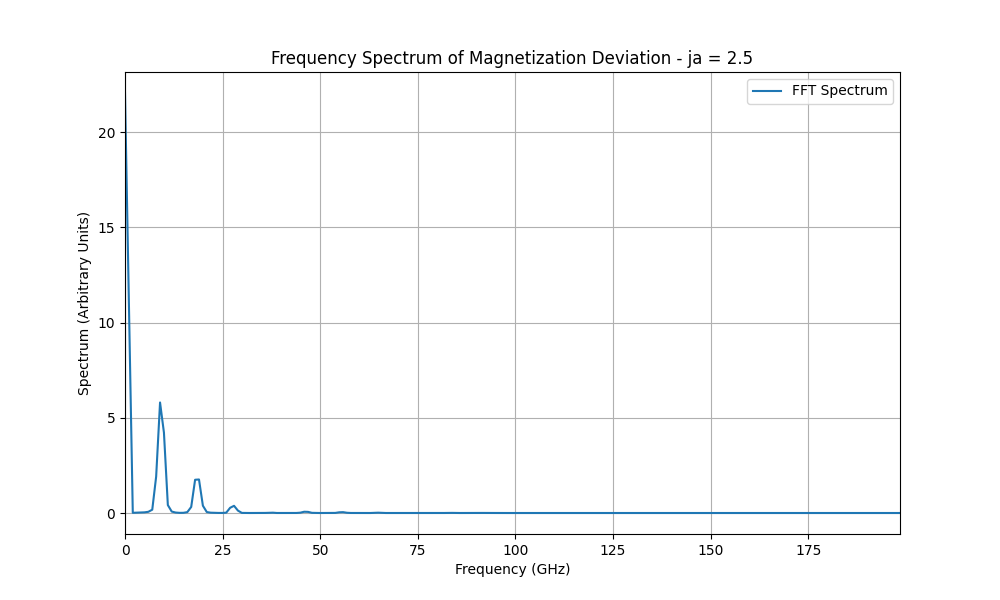 Frequency Spectrum of Magnetization Deviation - ja = 2.5
FFT Spectrum
Spectrum (Arbitrary Units)
20
15
10
5
0
0 25 50 75 100 125 150 175
Frequency (GHz)